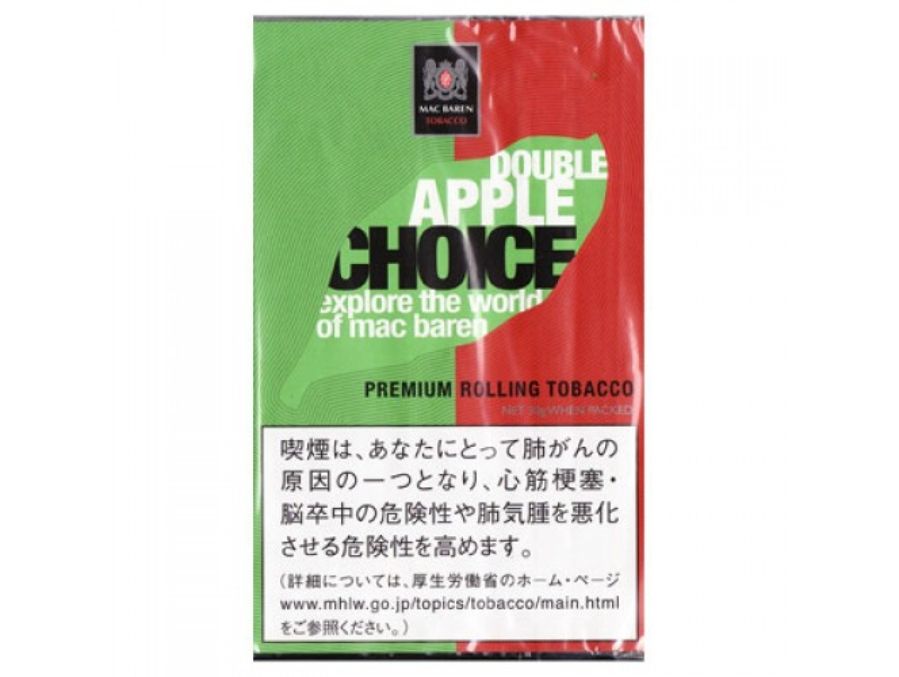 MAC BAREN
TOBACCO
DOUBLE
APPLE
CHOICE
explore the world
of mac baren
PREMIUM ROLLING TOBACCO
NET 30g WHEN PACKED
喫煙は、あなたにとって肺がんの
原因の一つとなり、心筋梗塞・
脳卒中の危険性や肺気腫を悪化
させる危険性を高めます。
(詳細については、厚生労働省のホーム・ページ
www.mhlw.go.jp/topics/tobacco/main.html
をご参照ください。)